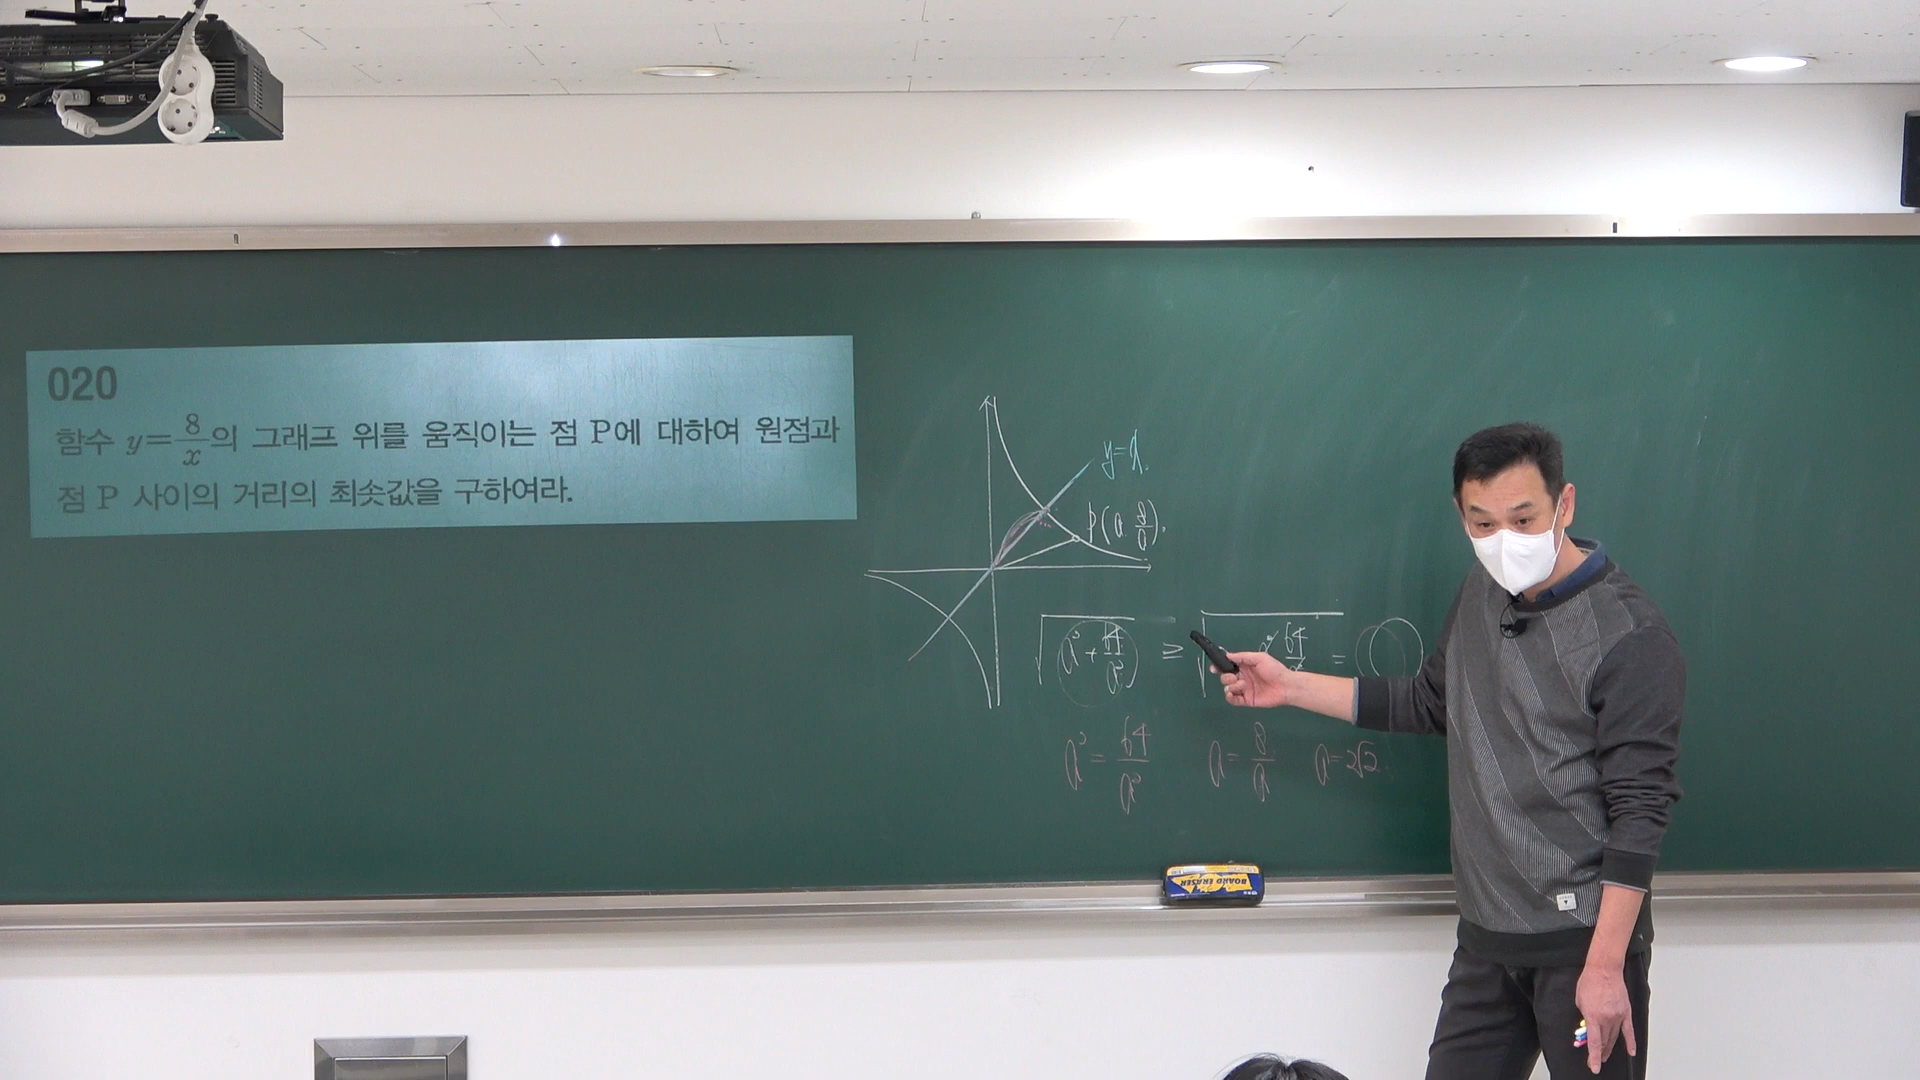 020
함수 y=8/x의 그래프 위를 움직이는 점 P에 대하여 원점과
점 P 사이의 거리의 최솟값을 구하여라.
y=x.
P(a, 8/a).
√(a²+64/a²) ≥
64
=
a²=64/a² a=8/a a=2√2.
BOARD ERASER